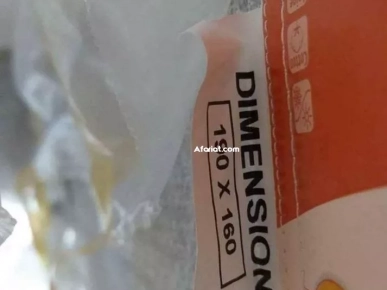 DIMENSION
190 X 160
Afariat.com